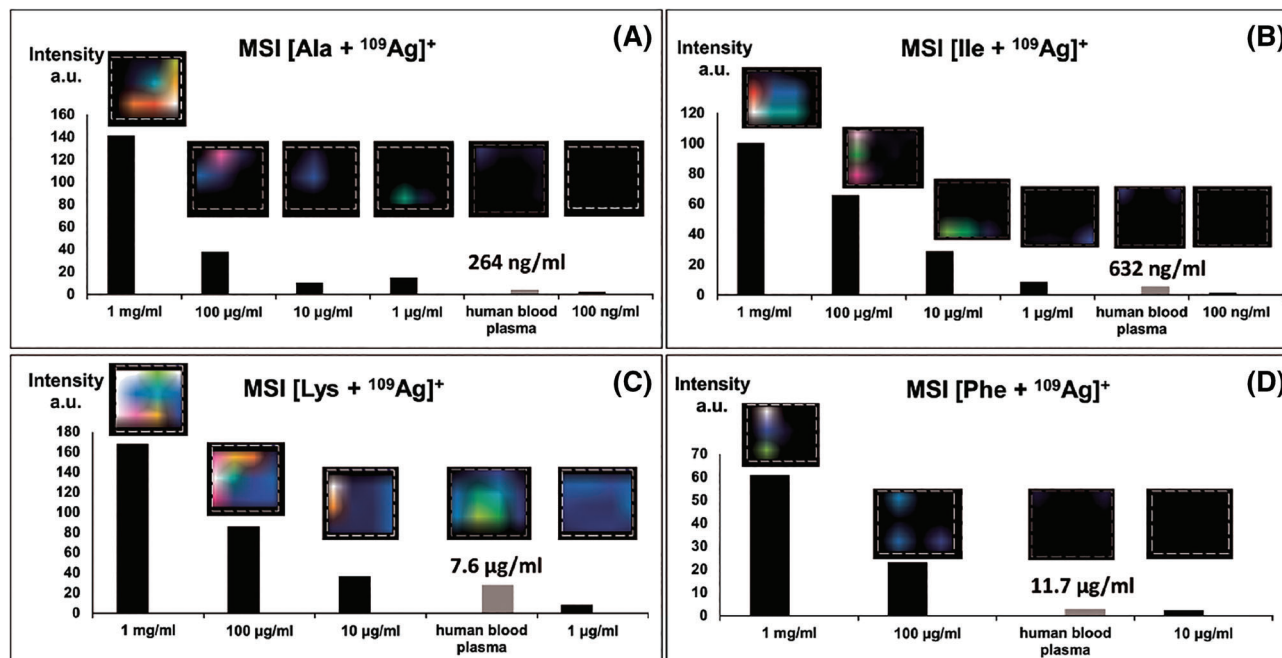 (A)
MSI [Ala + ¹⁰⁹Ag]⁺
Intensity
a.u.
160
140
120
100
80
60
40
20
0
264 ng/ml
1 mg/ml
100 µg/ml
10 µg/ml
1 µg/ml
human blood
plasma
100 ng/ml
(B)
MSI [Ile + ¹⁰⁹Ag]⁺
Intensity
a.u.
120
100
80
60
40
20
0
632 ng/ml
1 mg/ml
100 µg/ml
10 µg/ml
1 µg/ml
human blood
plasma
100 ng/ml
(C)
MSI [Lys + ¹⁰⁹Ag]⁺
Intensity
a.u.
180
160
140
120
100
80
60
40
20
0
7.6 µg/ml
1 mg/ml
100 µg/ml
10 µg/ml
human blood
plasma
1 µg/ml
(D)
MSI [Phe + ¹⁰⁹Ag]⁺
Intensity
a.u.
70
60
50
40
30
20
10
0
11.7 µg/ml
1 mg/ml
100 µg/ml
human blood
plasma
10 µg/ml